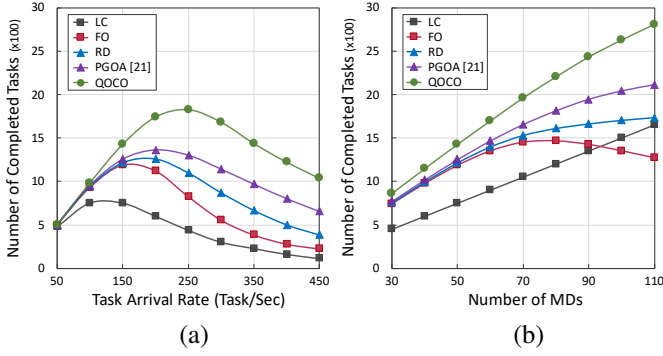 Number of Completed Tasks (x100)
30
25
20
15
10
5
0
LC
FO
RD
PGOA [21]
QOCO
50 100 150 200 250 300 350 400 450
Task Arrival Rate (Task/Sec)
(a)
Number of Completed Tasks (x100)
30
25
20
15
10
5
0
LC
FO
RD
PGOA [21]
QOCO
30 50 70 90 110
Number of MDs
(b)